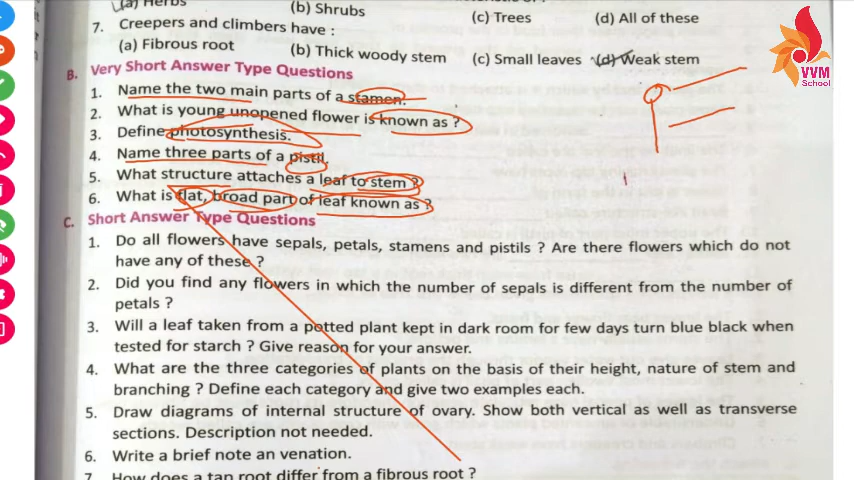 (a) Herbs (b) Shrubs (c) Trees (d) All of these
7. Creepers and climbers have :
(a) Fibrous root (b) Thick woody stem (c) Small leaves (d) Weak stem
B. Very Short Answer Type Questions
1. Name the two main parts of a stamen.
2. What is young unopened flower is known as ?
3. Define photosynthesis.
4. Name three parts of a pistil.
5. What structure attaches a leaf to stem ?
6. What is flat, broad part of leaf known as ?
C. Short Answer Type Questions
1. Do all flowers have sepals, petals, stamens and pistils ? Are there flowers which do not
have any of these ?
2. Did you find any flowers in which the number of sepals is different from the number of
petals ?
3. Will a leaf taken from a potted plant kept in dark room for few days turn blue black when
tested for starch ? Give reason for your answer.
4. What are the three categories of plants on the basis of their height, nature of stem and
branching ? Define each category and give two examples each.
5. Draw diagrams of internal structure of ovary. Show both vertical as well as transverse
sections. Description not needed.
6. Write a brief note an venation.
7. How does a tap root differ from a fibrous root ?
VVM
School